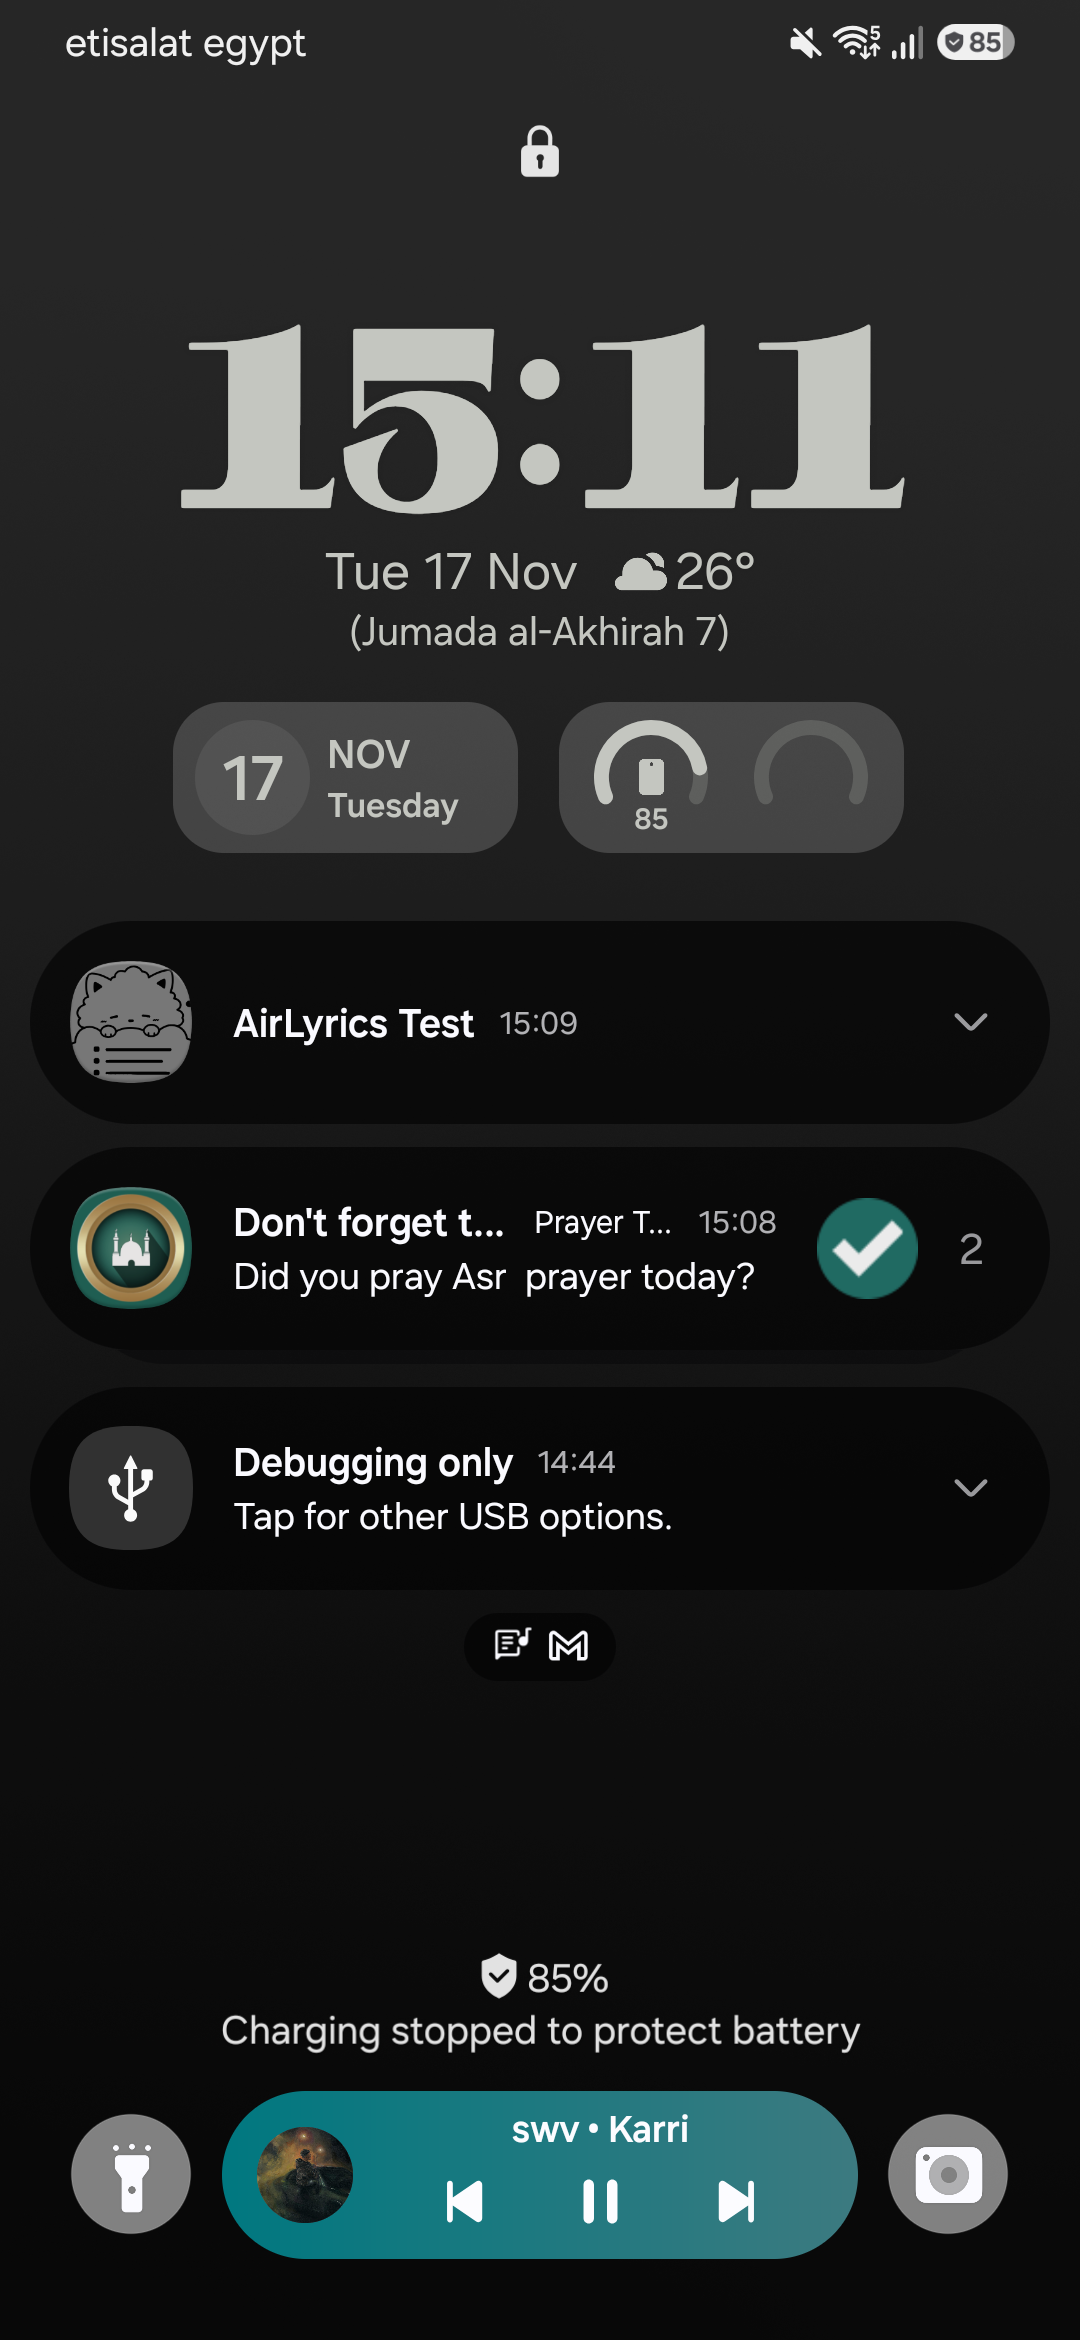 etisalat egypt
5
85
15:11
Tue 17 Nov 26°
(Jumada al-Akhirah 7)
17
NOV
Tuesday
85
AirLyrics Test 15:09
Don't forget t... Prayer T... 15:08
Did you pray Asr  prayer today?
2
Debugging only 14:44
Tap for other USB options.
85%
Charging stopped to protect battery
swv • Karri